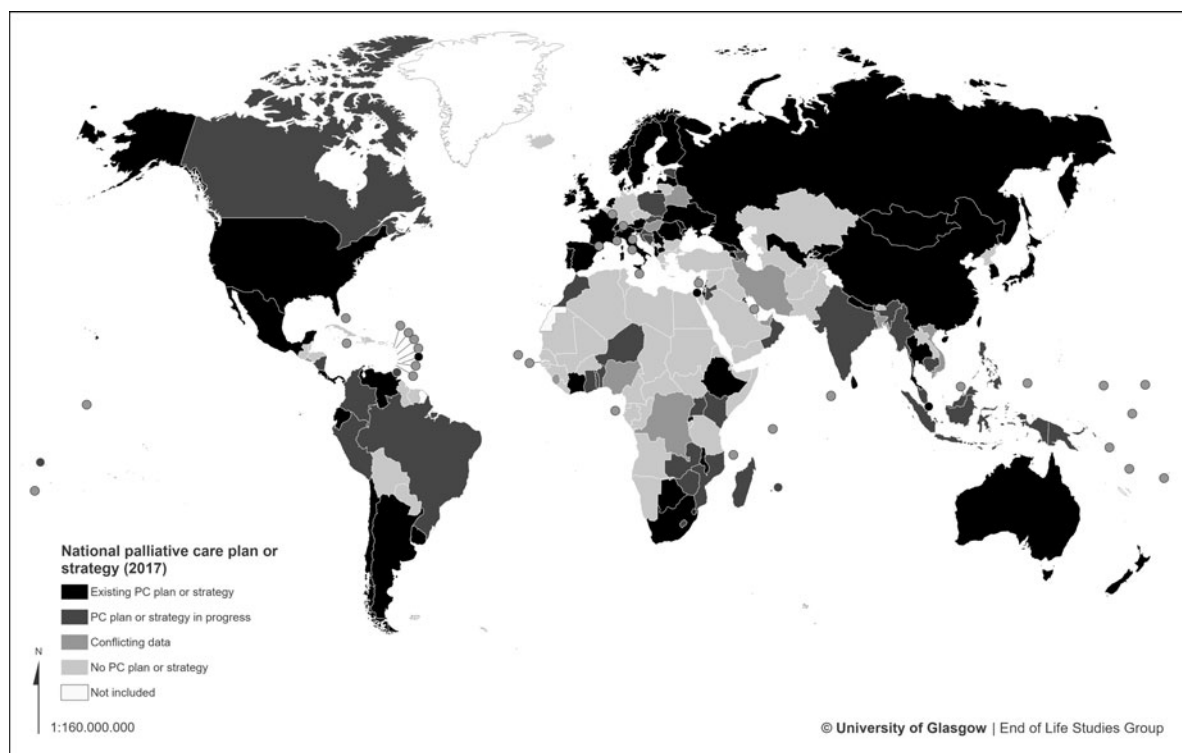 National palliative care plan or
strategy (2017)
Existing PC plan or strategy
PC plan or strategy in progress
Conflicting data
No PC plan or strategy
Not included
N
1:160.000.000
© University of Glasgow | End of Life Studies Group